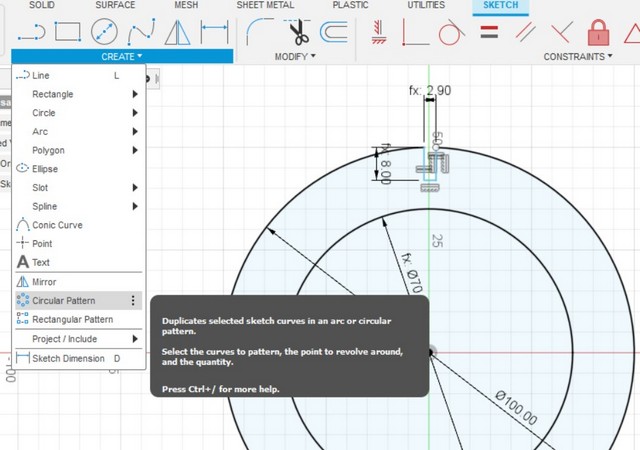 SOLID SURFACE MESH SHEET METAL PLASTIC UTILITIES SKETCH
CREATE ▾ MODIFY ▾ CONSTRAINTS ▾
Line L
Rectangle
Circle
Arc
Polygon
Ellipse
Slot
Spline
Conic Curve
Point
Text
Mirror
Circular Pattern
Rectangular Pattern
Project / Include
Sketch Dimension D
Duplicates selected sketch curves in an arc or circular
pattern.
Select the curves to pattern, the point to revolve around,
and the quantity.
Press Ctrl+/ for more help.
fx: 2.90
fx: 8.00
50
25
fx: Ø70
Ø100.00
-100